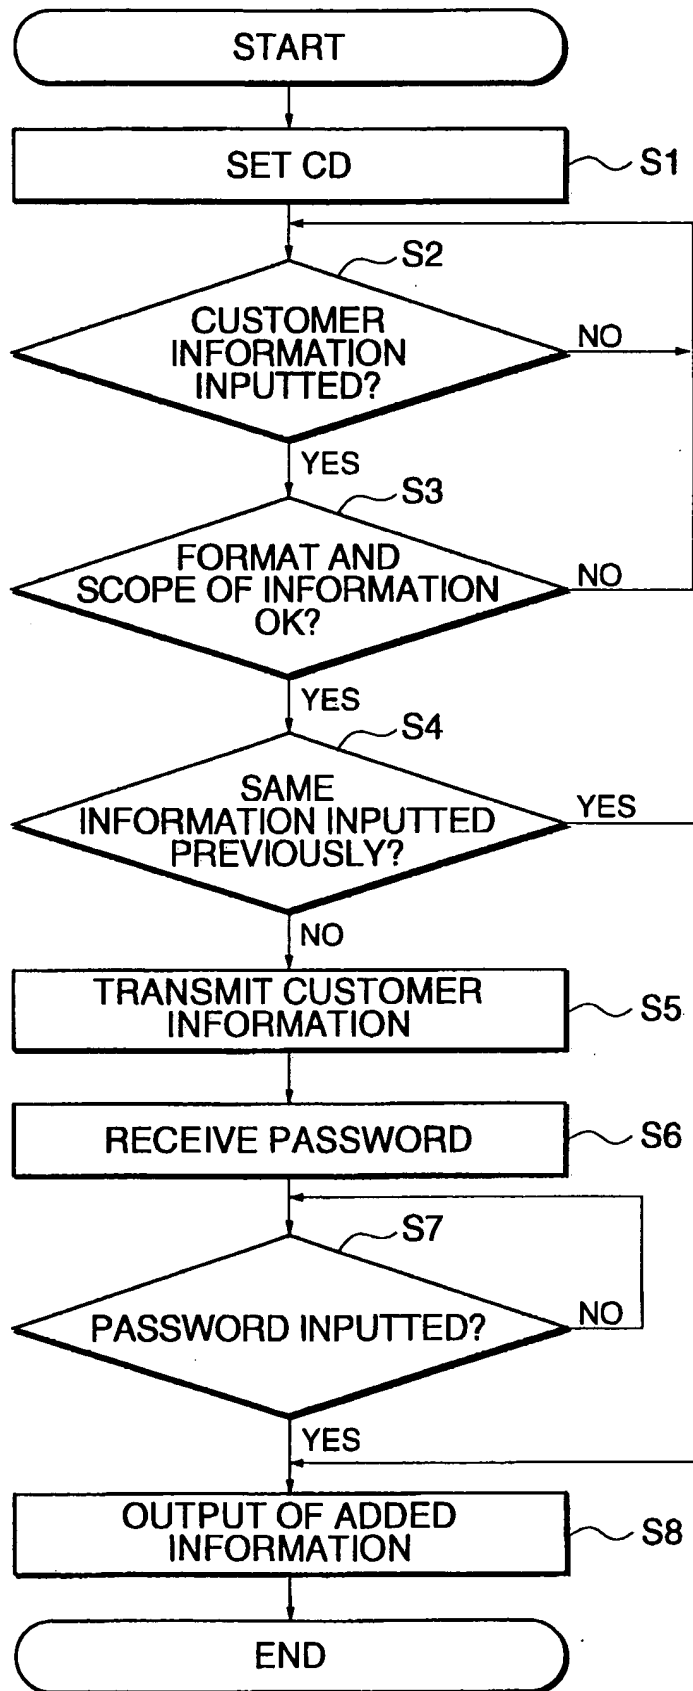 START
SET CD
S1
S2
CUSTOMER
INFORMATION
INPUTTED?
NO
YES
S3
FORMAT AND
SCOPE OF INFORMATION
OK?
NO
YES
S4
SAME
INFORMATION INPUTTED
PREVIOUSLY?
YES
NO
TRANSMIT CUSTOMER
INFORMATION
S5
RECEIVE PASSWORD
S6
S7
PASSWORD INPUTTED?
NO
YES
OUTPUT OF ADDED
INFORMATION
S8
END